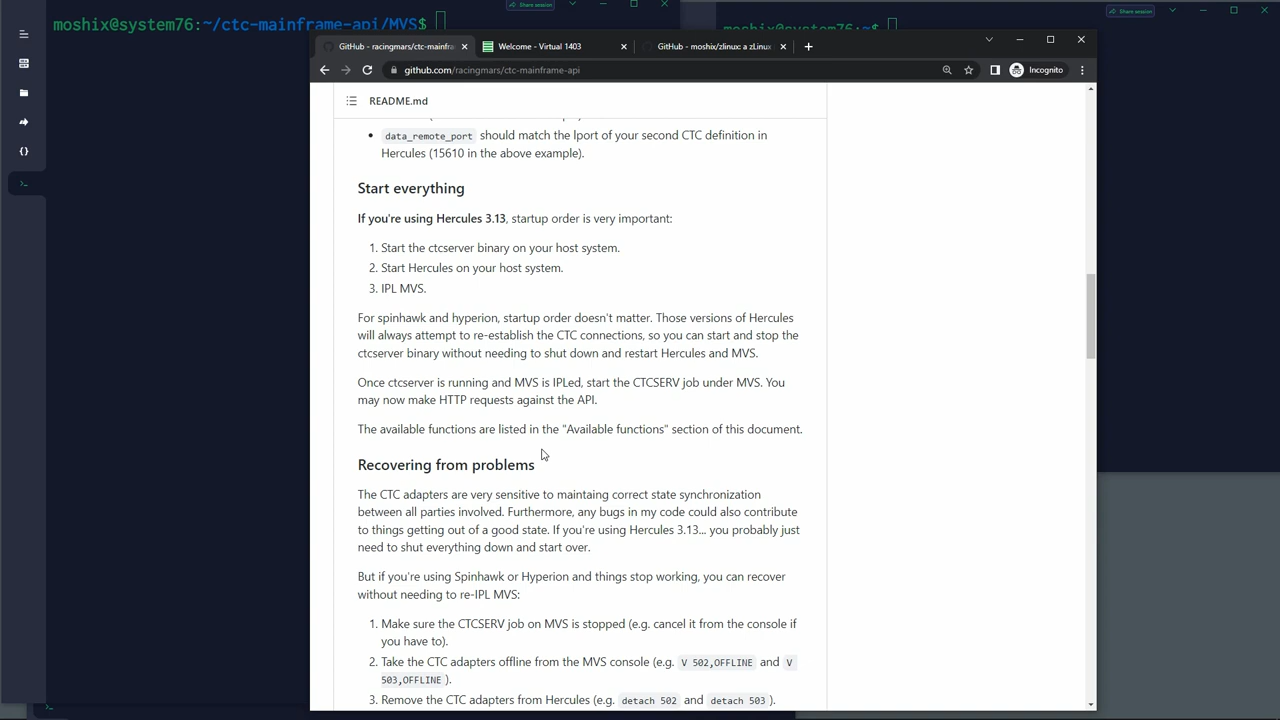 moshix@system76:~/ctc-mainframe-api/MVS$
Share session
moshix@system76:~$
Share session
GitHub - racingmars/ctc-mainfra
Welcome - Virtual 1403
GitHub - moshix/zlinux: a zLinux
github.com/racingmars/ctc-mainframe-api
Incognito
README.md
data_remote_port should match the lport of your second CTC definition in
Hercules (15610 in the above example).
Start everything
If you're using Hercules 3.13, startup order is very important:
1. Start the ctcserver binary on your host system.
2. Start Hercules on your host system.
3. IPL MVS.
For spinhawk and hyperion, startup order doesn't matter. Those versions of Hercules
will always attempt to re-establish the CTC connections, so you can start and stop the
ctcserver binary without needing to shut down and restart Hercules and MVS.
Once ctcserver is running and MVS is IPLed, start the CTCSERV job under MVS. You
may now make HTTP requests against the API.
The available functions are listed in the "Available functions" section of this document.
Recovering from problems
The CTC adapters are very sensitive to maintaing correct state synchronization
between all parties involved. Furthermore, any bugs in my code could also contribute
to things getting out of a good state. If you're using Hercules 3.13... you probably just
need to shut everything down and start over.
But if you're using Spinhawk or Hyperion and things stop working, you can recover
without needing to re-IPL MVS:
1. Make sure the CTCSERV job on MVS is stopped (e.g. cancel it from the console if
you have to).
2. Take the CTC adapters offline from the MVS console (e.g. V 502,OFFLINE and V
503,OFFLINE ).
3. Remove the CTC adapters from Hercules (e.g. detach 502 and detach 503 ).